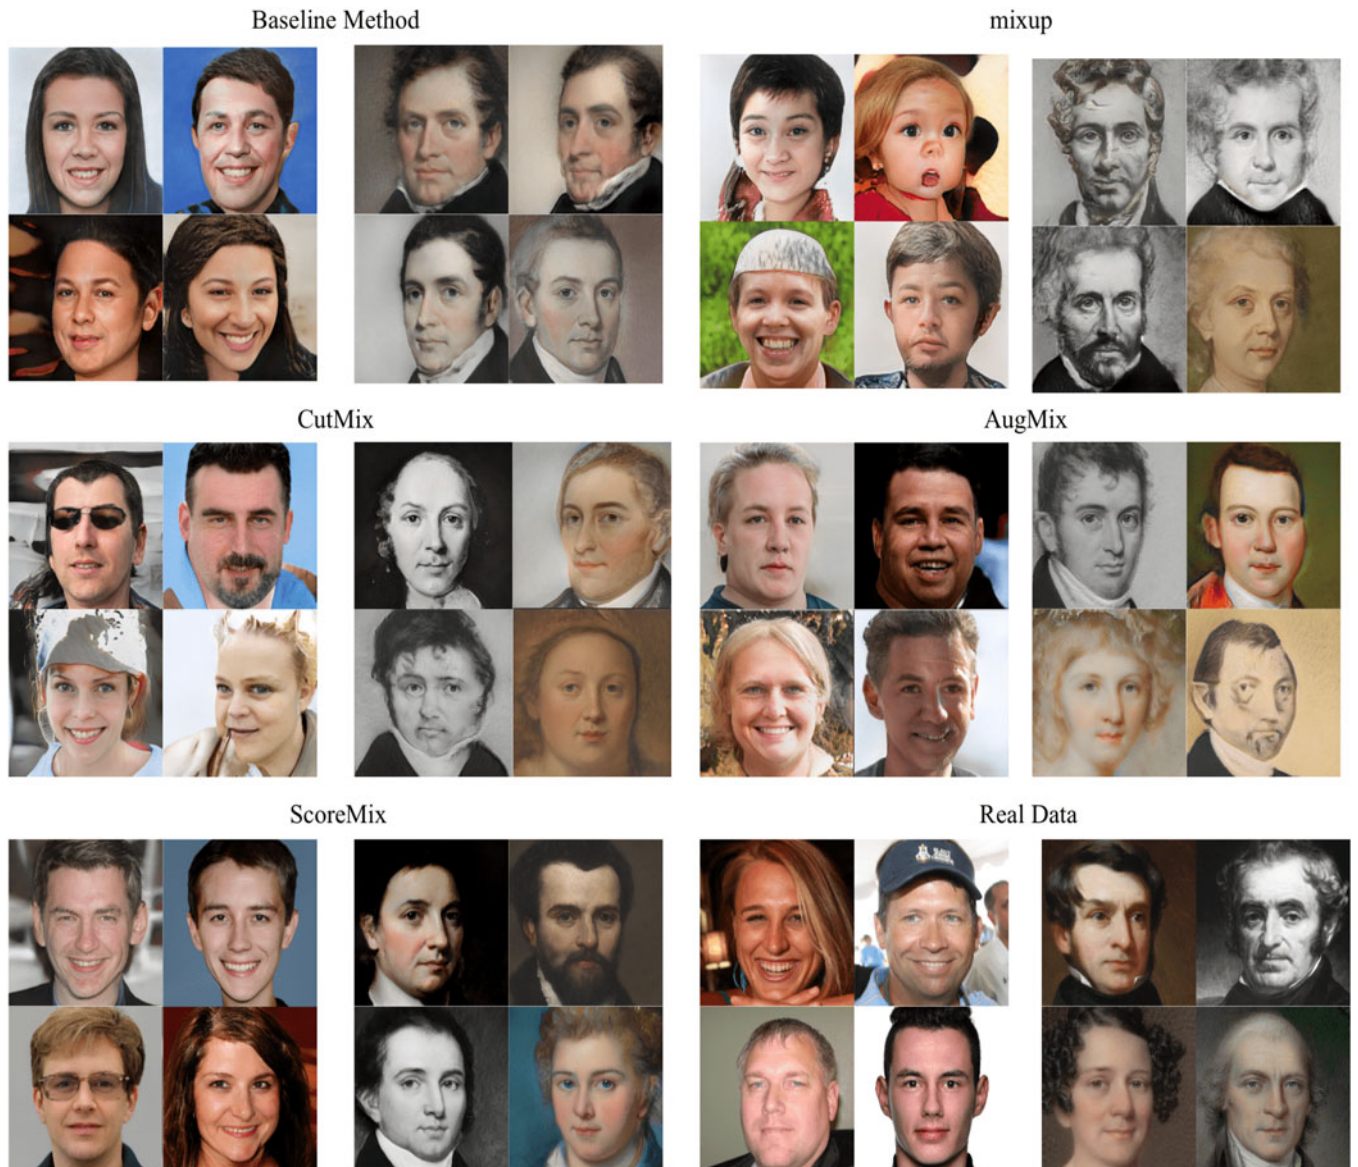 Baseline Method
mixup
CutMix
AugMix
ScoreMix
Real Data